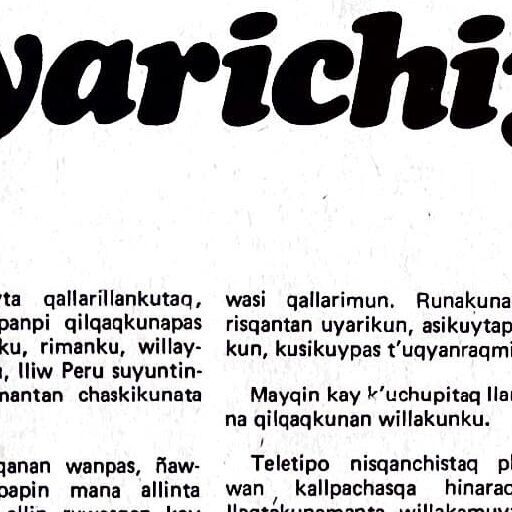 yarichi
ta qallarillankutaq,
panpi qilqaqkunapas
ku, rimanku, willay-
, lliw Peru suyuntin-
mantan chaskikunata
qanan wanpas, ñaw-
papin mana allinta
wasi qallarimun. Runakuna
risqantan uyarikun, asikuytap
kun, kusikuypas t'uqyanraqmi
Mayqin kay k'uchupitaq lla
na qilqaqkunan willakunku.
Teletipo nisqanchistaq p
wan kallpachasqa hinara